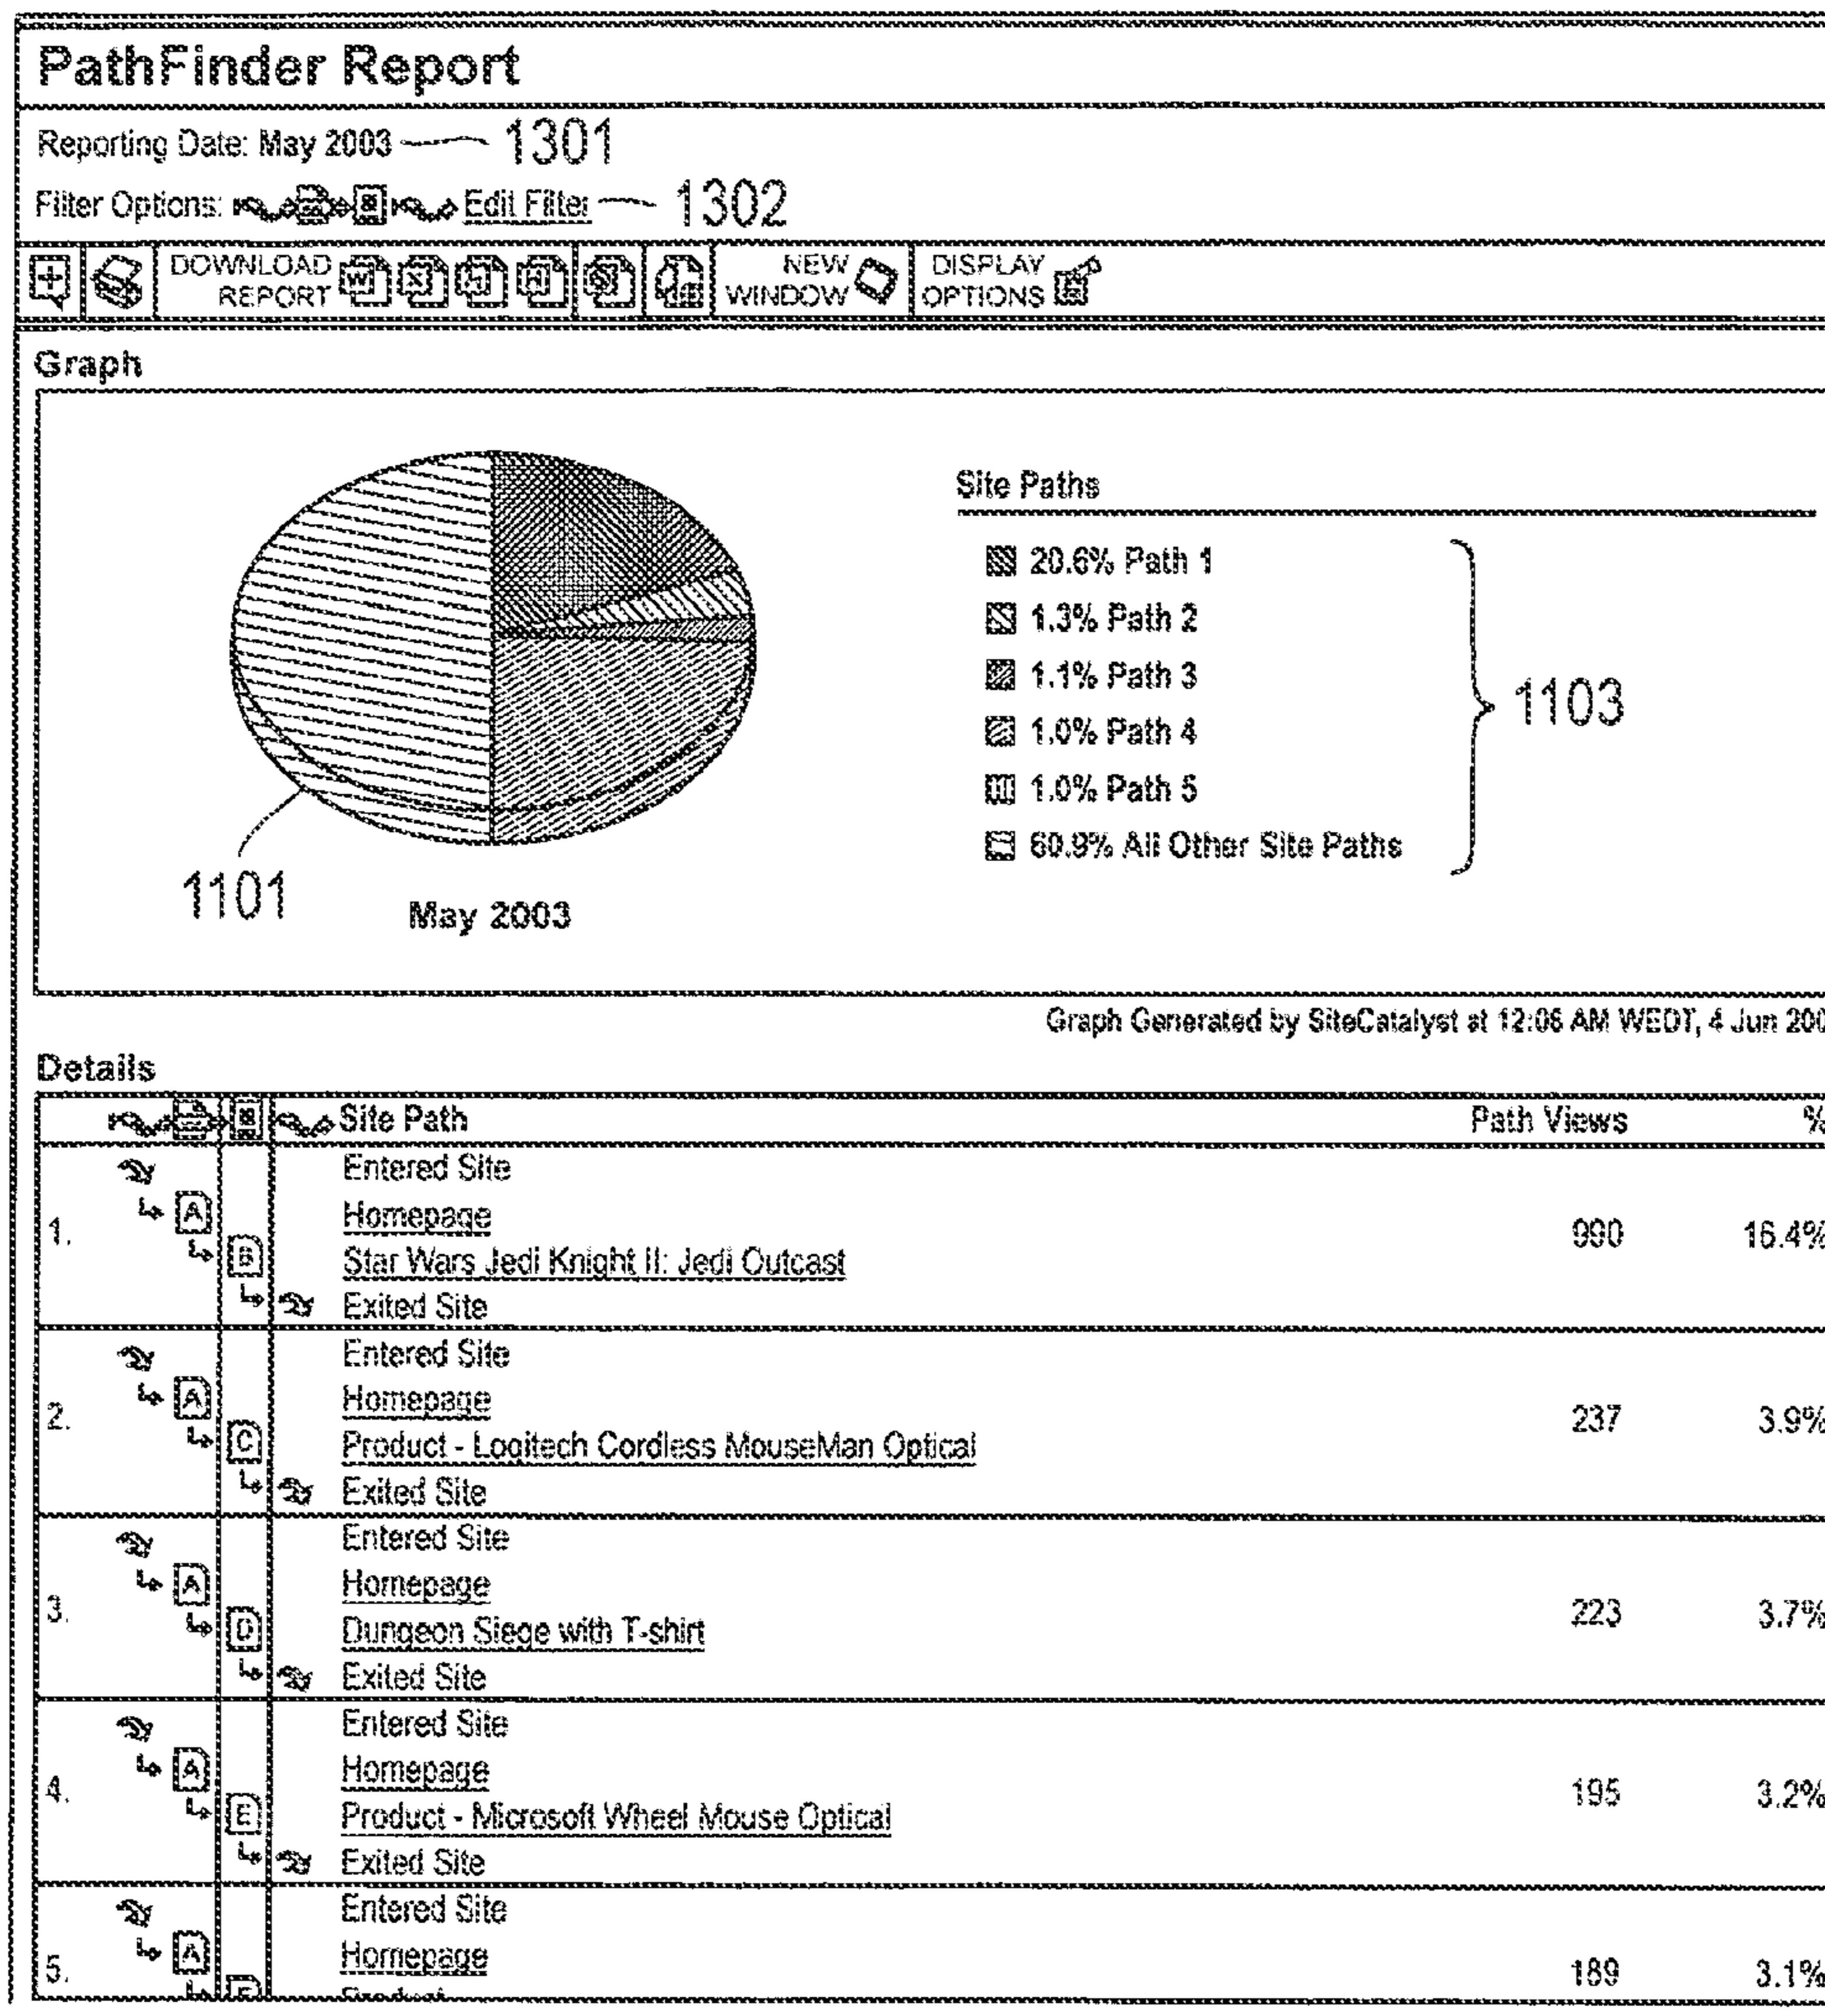 PathFinder Report
Reporting Date: May 2003 1301
Filter Options: Edit Filter 1302
DOWNLOAD REPORT NEW WINDOW DISPLAY OPTIONS
Graph
Site Paths
20.6% Path 1
1.3% Path 2
1.1% Path 3
1.0% Path 4
1.0% Path 5
60.9% All Other Site Paths
1103
1101
May 2003
Graph Generated by SiteCatalyst at 12:06 AM WEDT, 4 Jun 200
Details
Site Path Path Views %
Entered Site
A Homepage
1. 990 16.4%
B Star Wars Jedi Knight II: Jedi Outcast
Exited Site
Entered Site
A Homepage
2. 237 3.9%
C Product - Logitech Cordless MouseMan Optical
Exited Site
Entered Site
A Homepage
3. 223 3.7%
D Dungeon Siege with T-shirt
Exited Site
Entered Site
A Homepage
4. 195 3.2%
E Product - Microsoft Wheel Mouse Optical
Exited Site
Entered Site
A Homepage
5. 189 3.1%